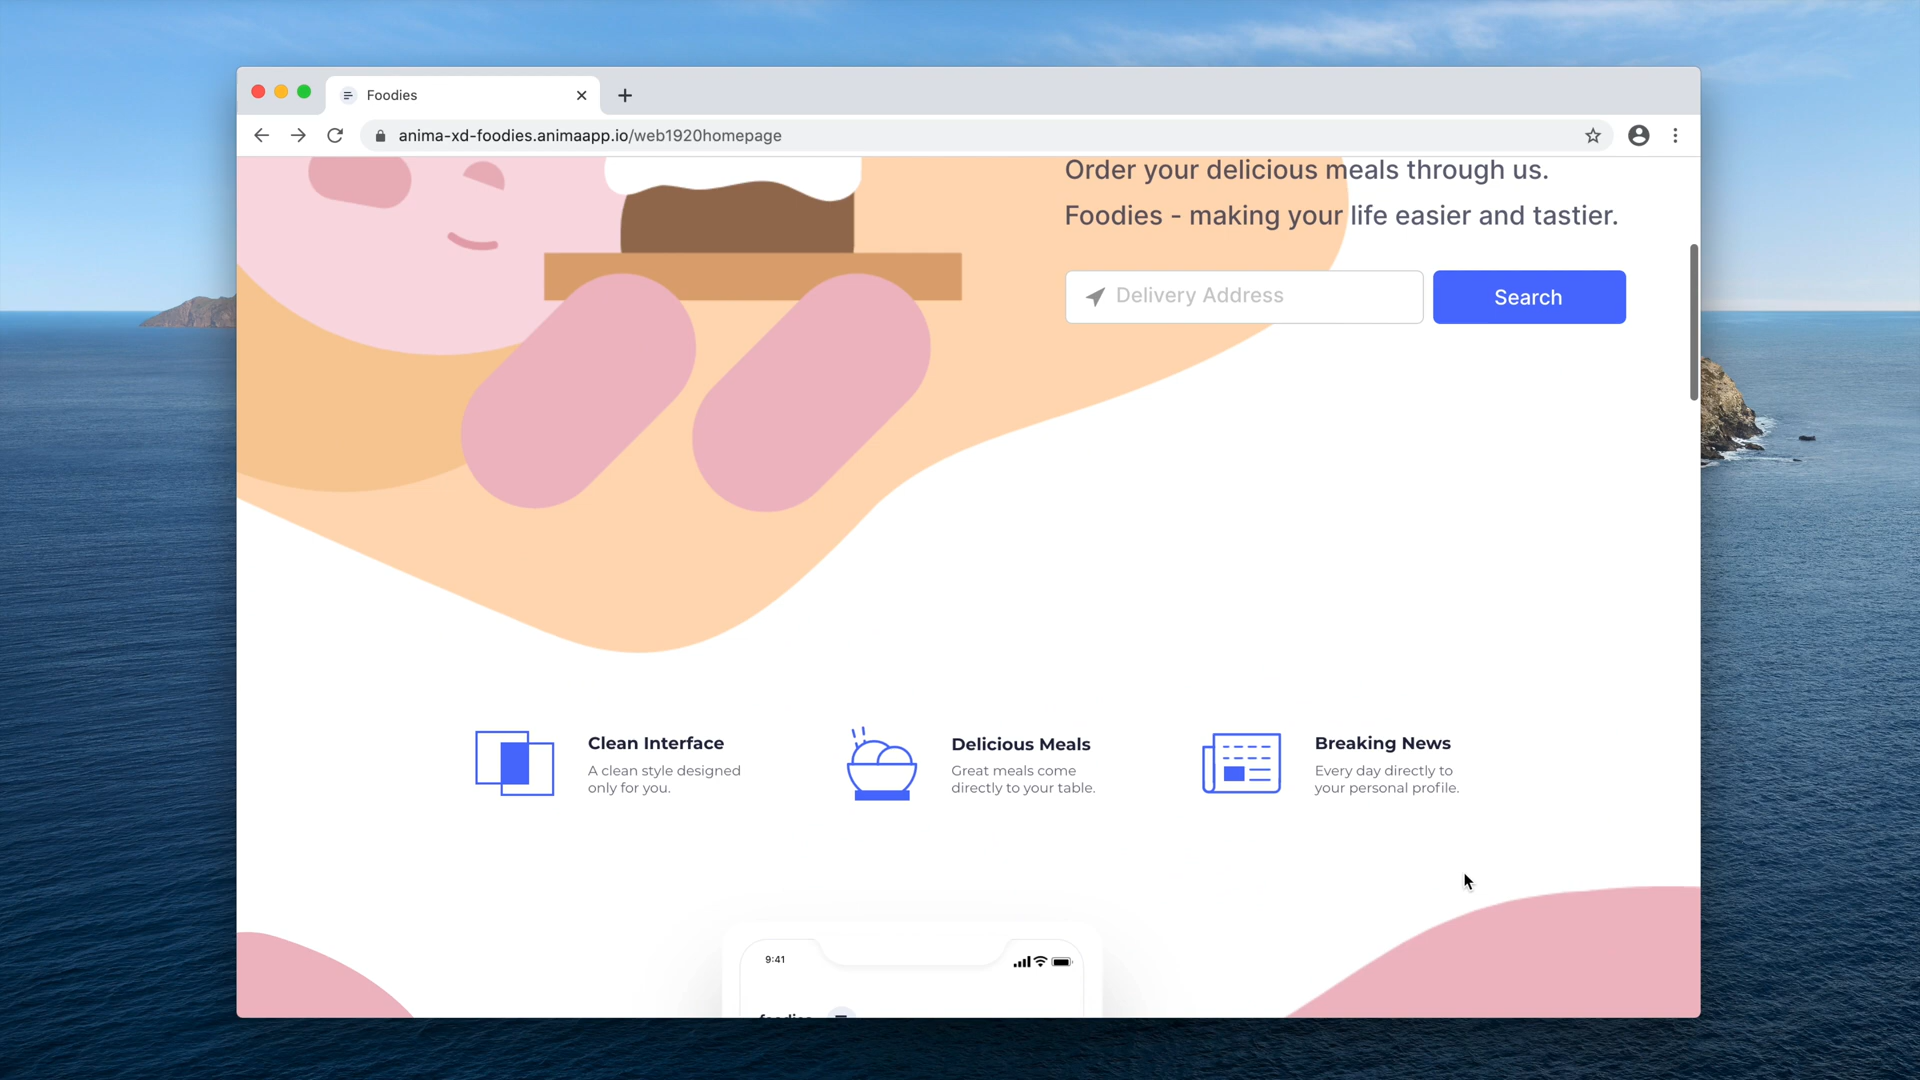 Foodies
anima-xd-foodies.animaapp.io/web1920homepage
Order your delicious meals through us.
Foodies - making your life easier and tastier.
Delivery Address
Search
Clean Interface
A clean style designed
only for you.
Delicious Meals
Great meals come
directly to your table.
Breaking News
Every day directly to
your personal profile.
9:41
foodies